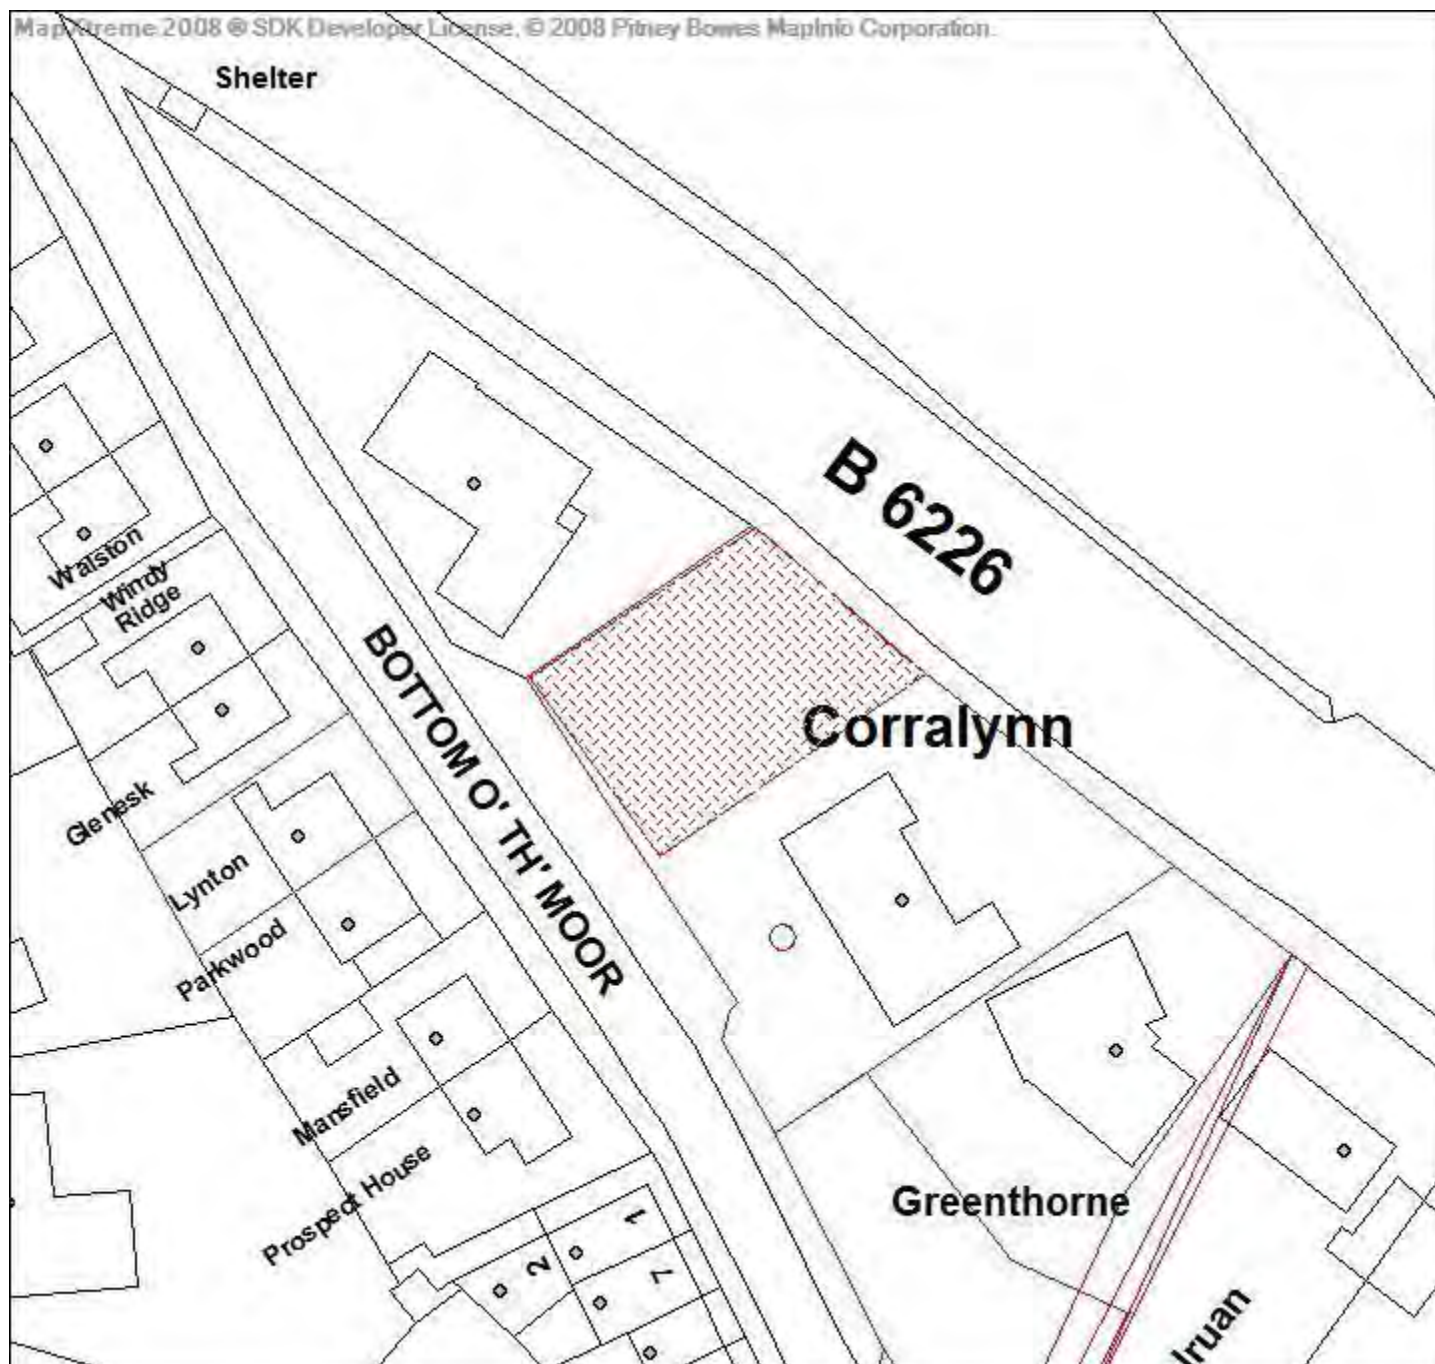 MapXtreme 2008 ® SDK Developer License. © 2008 Pitney Bowes MapInfo Corporation.
Shelter
B 6226
Walston
Windy
Ridge
BOTTOM O' TH' MOOR
Corralynn
Glenesk
Lynton
Parkwood
Mansfield
Greenthorne
Prospect House
1
2
7